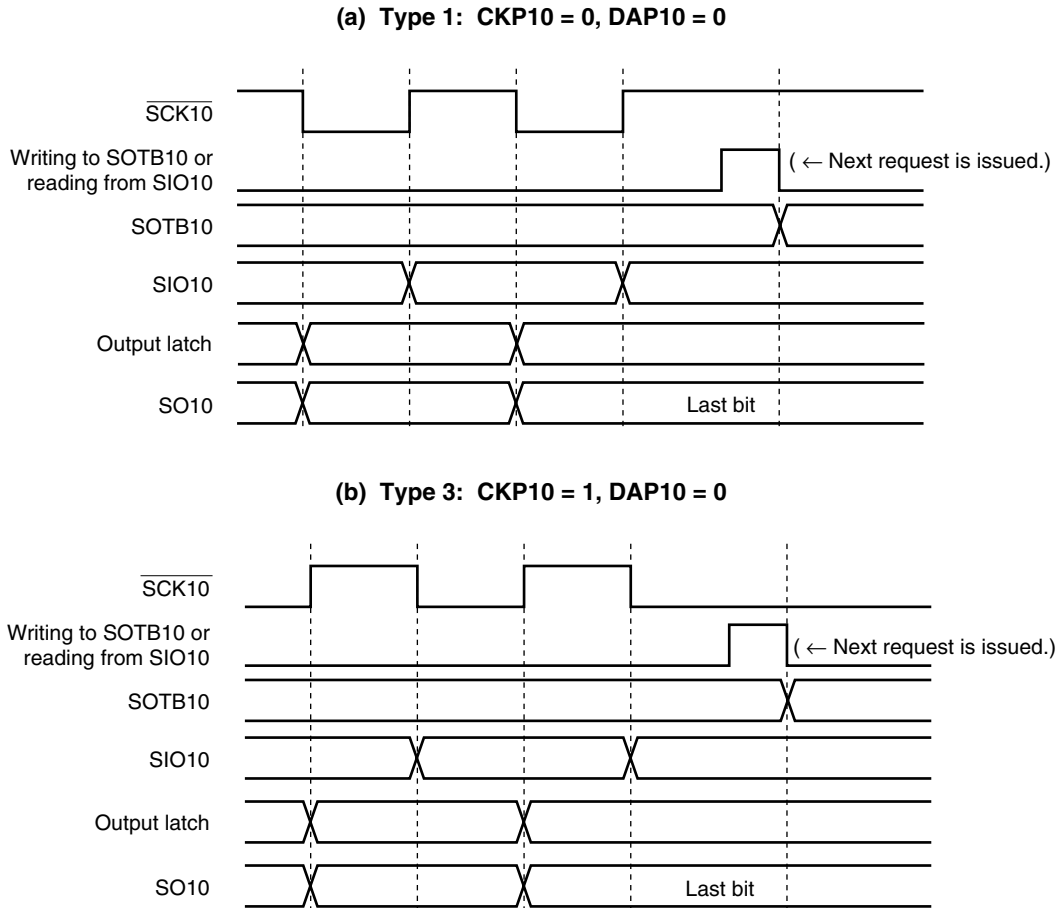 (a) Type 1: CKP10 = 0, DAP10 = 0
SCK10
Writing to SOTB10 or
reading from SIO10
( ← Next request is issued.)
SOTB10
SIO10
Output latch
SO10
Last bit
(b) Type 3: CKP10 = 1, DAP10 = 0
SCK10
Writing to SOTB10 or
reading from SIO10
( ← Next request is issued.)
SOTB10
SIO10
Output latch
SO10
Last bit